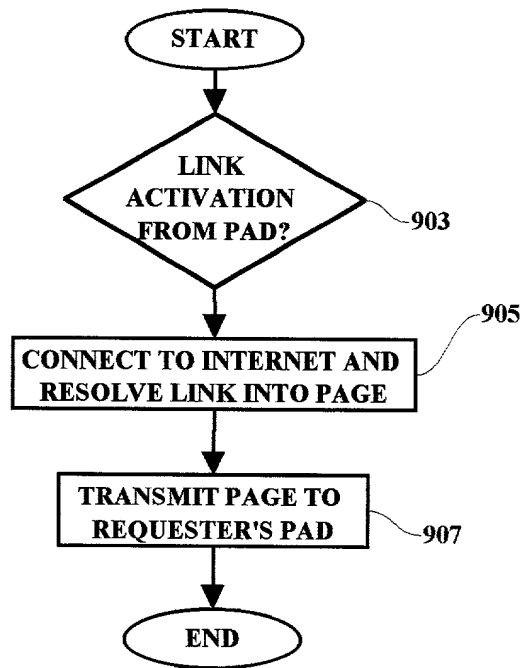 START
LINK
ACTIVATION
FROM PAD?
903
905
CONNECT TO INTERNET AND
RESOLVE LINK INTO PAGE
TRANSMIT PAGE TO
REQUESTER'S PAD
907
END